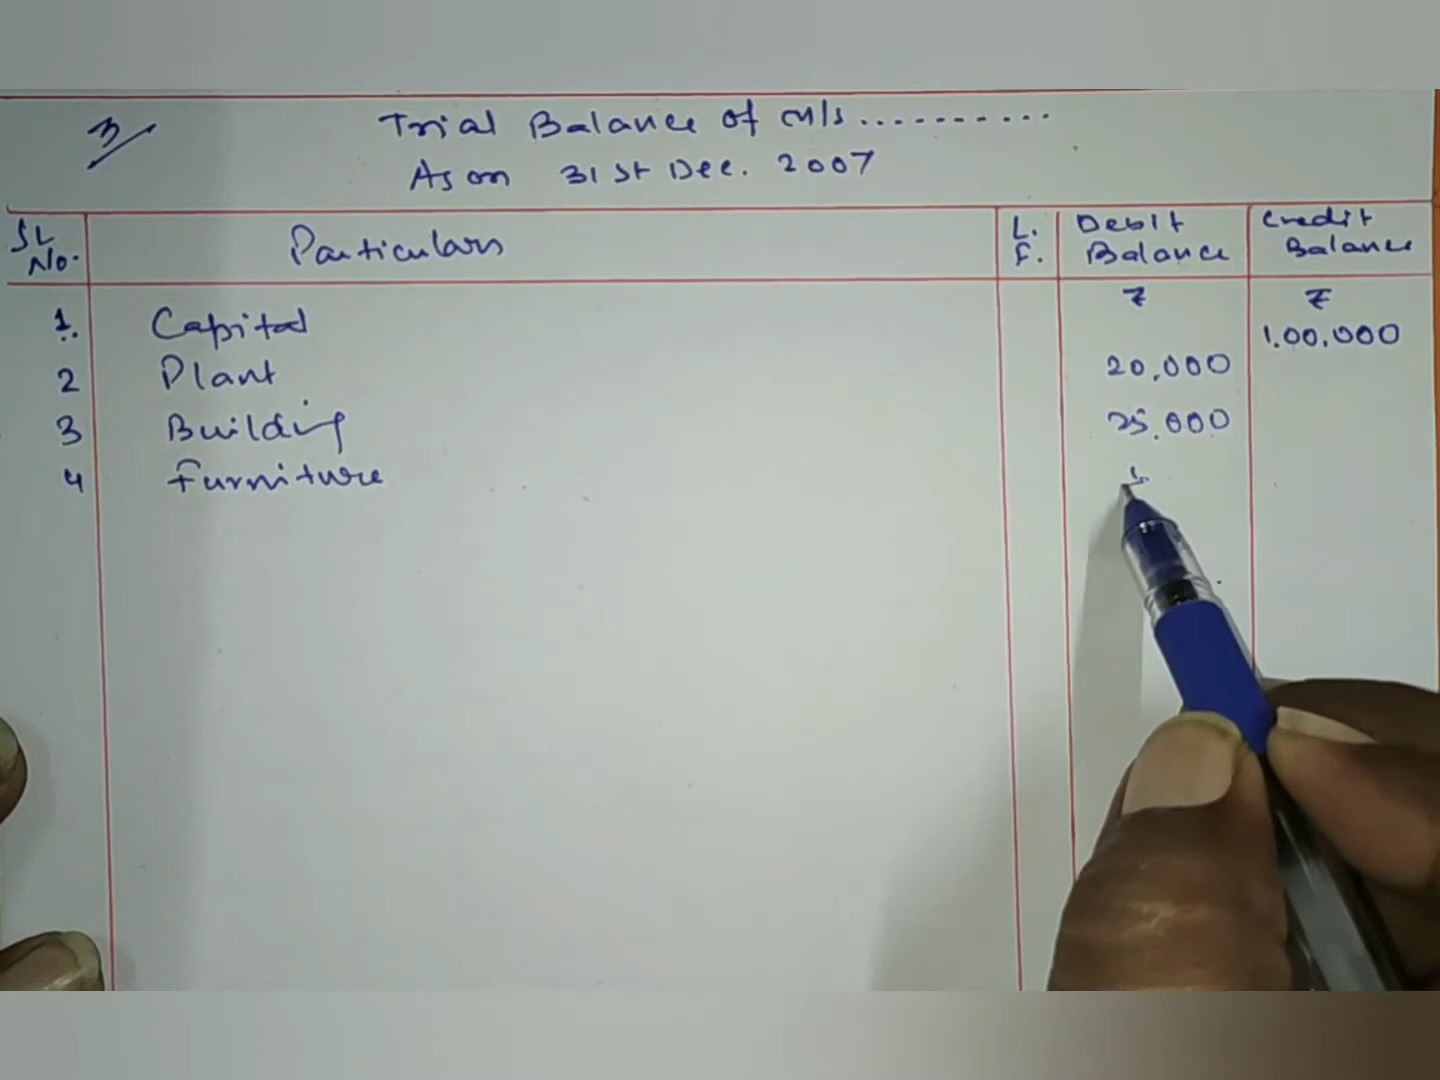 3
Trial Balance of M/s..........
As on 31st Dec. 2007
SL No. Particulars L. F. Debit Balance Credit Balance
₹ ₹
1. Capital 1,00,000
2 Plant 20,000
3 Building 25,000
4 Furniture